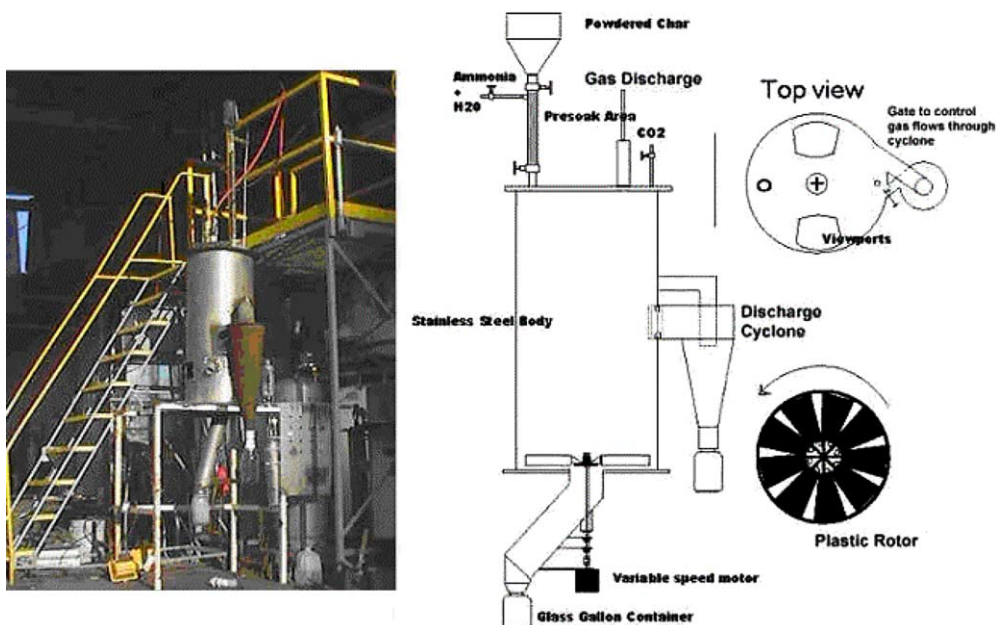 Powdered Char
Ammonia
+
H20
Gas Discharge
Presoak Area
CO2
Top view
Gate to control
gas flows through
cyclone
Viewports
Stainless Steel Body
Discharge
Cyclone
Plastic Rotor
Variable speed motor
Glass Gallon Container